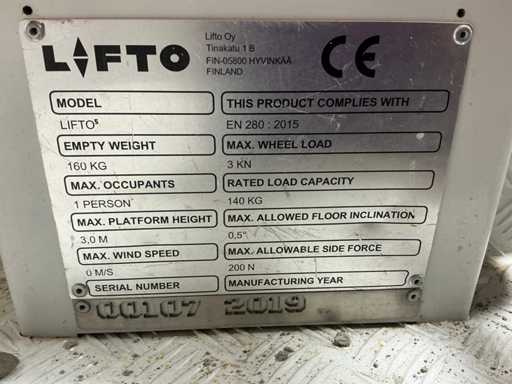 LIFTO
Lifto Oy
Tinakatu 1 B
FIN-05800 HYVINKÄÄ
FINLAND
CE
MODEL
LIFTO⁵
EMPTY WEIGHT
160 KG
MAX. OCCUPANTS
1 PERSON
MAX. PLATFORM HEIGHT
3,0 M
MAX. WIND SPEED
0 M/S
SERIAL NUMBER
00107
THIS PRODUCT COMPLIES WITH
EN 280 : 2015
MAX. WHEEL LOAD
3 KN
RATED LOAD CAPACITY
140 KG
MAX. ALLOWED FLOOR INCLINATION
0,5°
MAX. ALLOWABLE SIDE FORCE
200 N
MANUFACTURING YEAR
2019